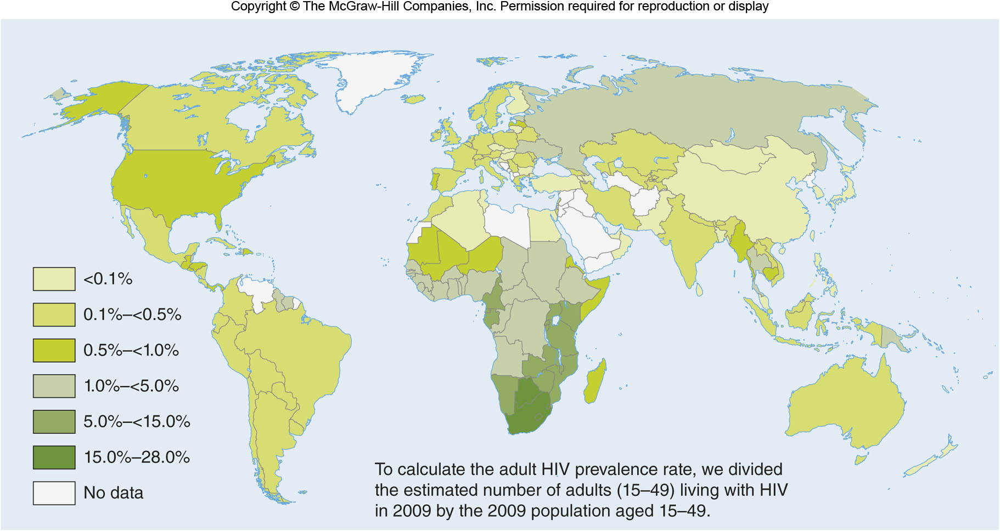 Copyright © The McGraw-Hill Companies, Inc. Permission required for reproduction or display
<0.1%
0.1%–<0.5%
0.5%–<1.0%
1.0%–<5.0%
5.0%–<15.0%
15.0%–28.0%
No data
To calculate the adult HIV prevalence rate, we divided
the estimated number of adults (15–49) living with HIV
in 2009 by the 2009 population aged 15–49.